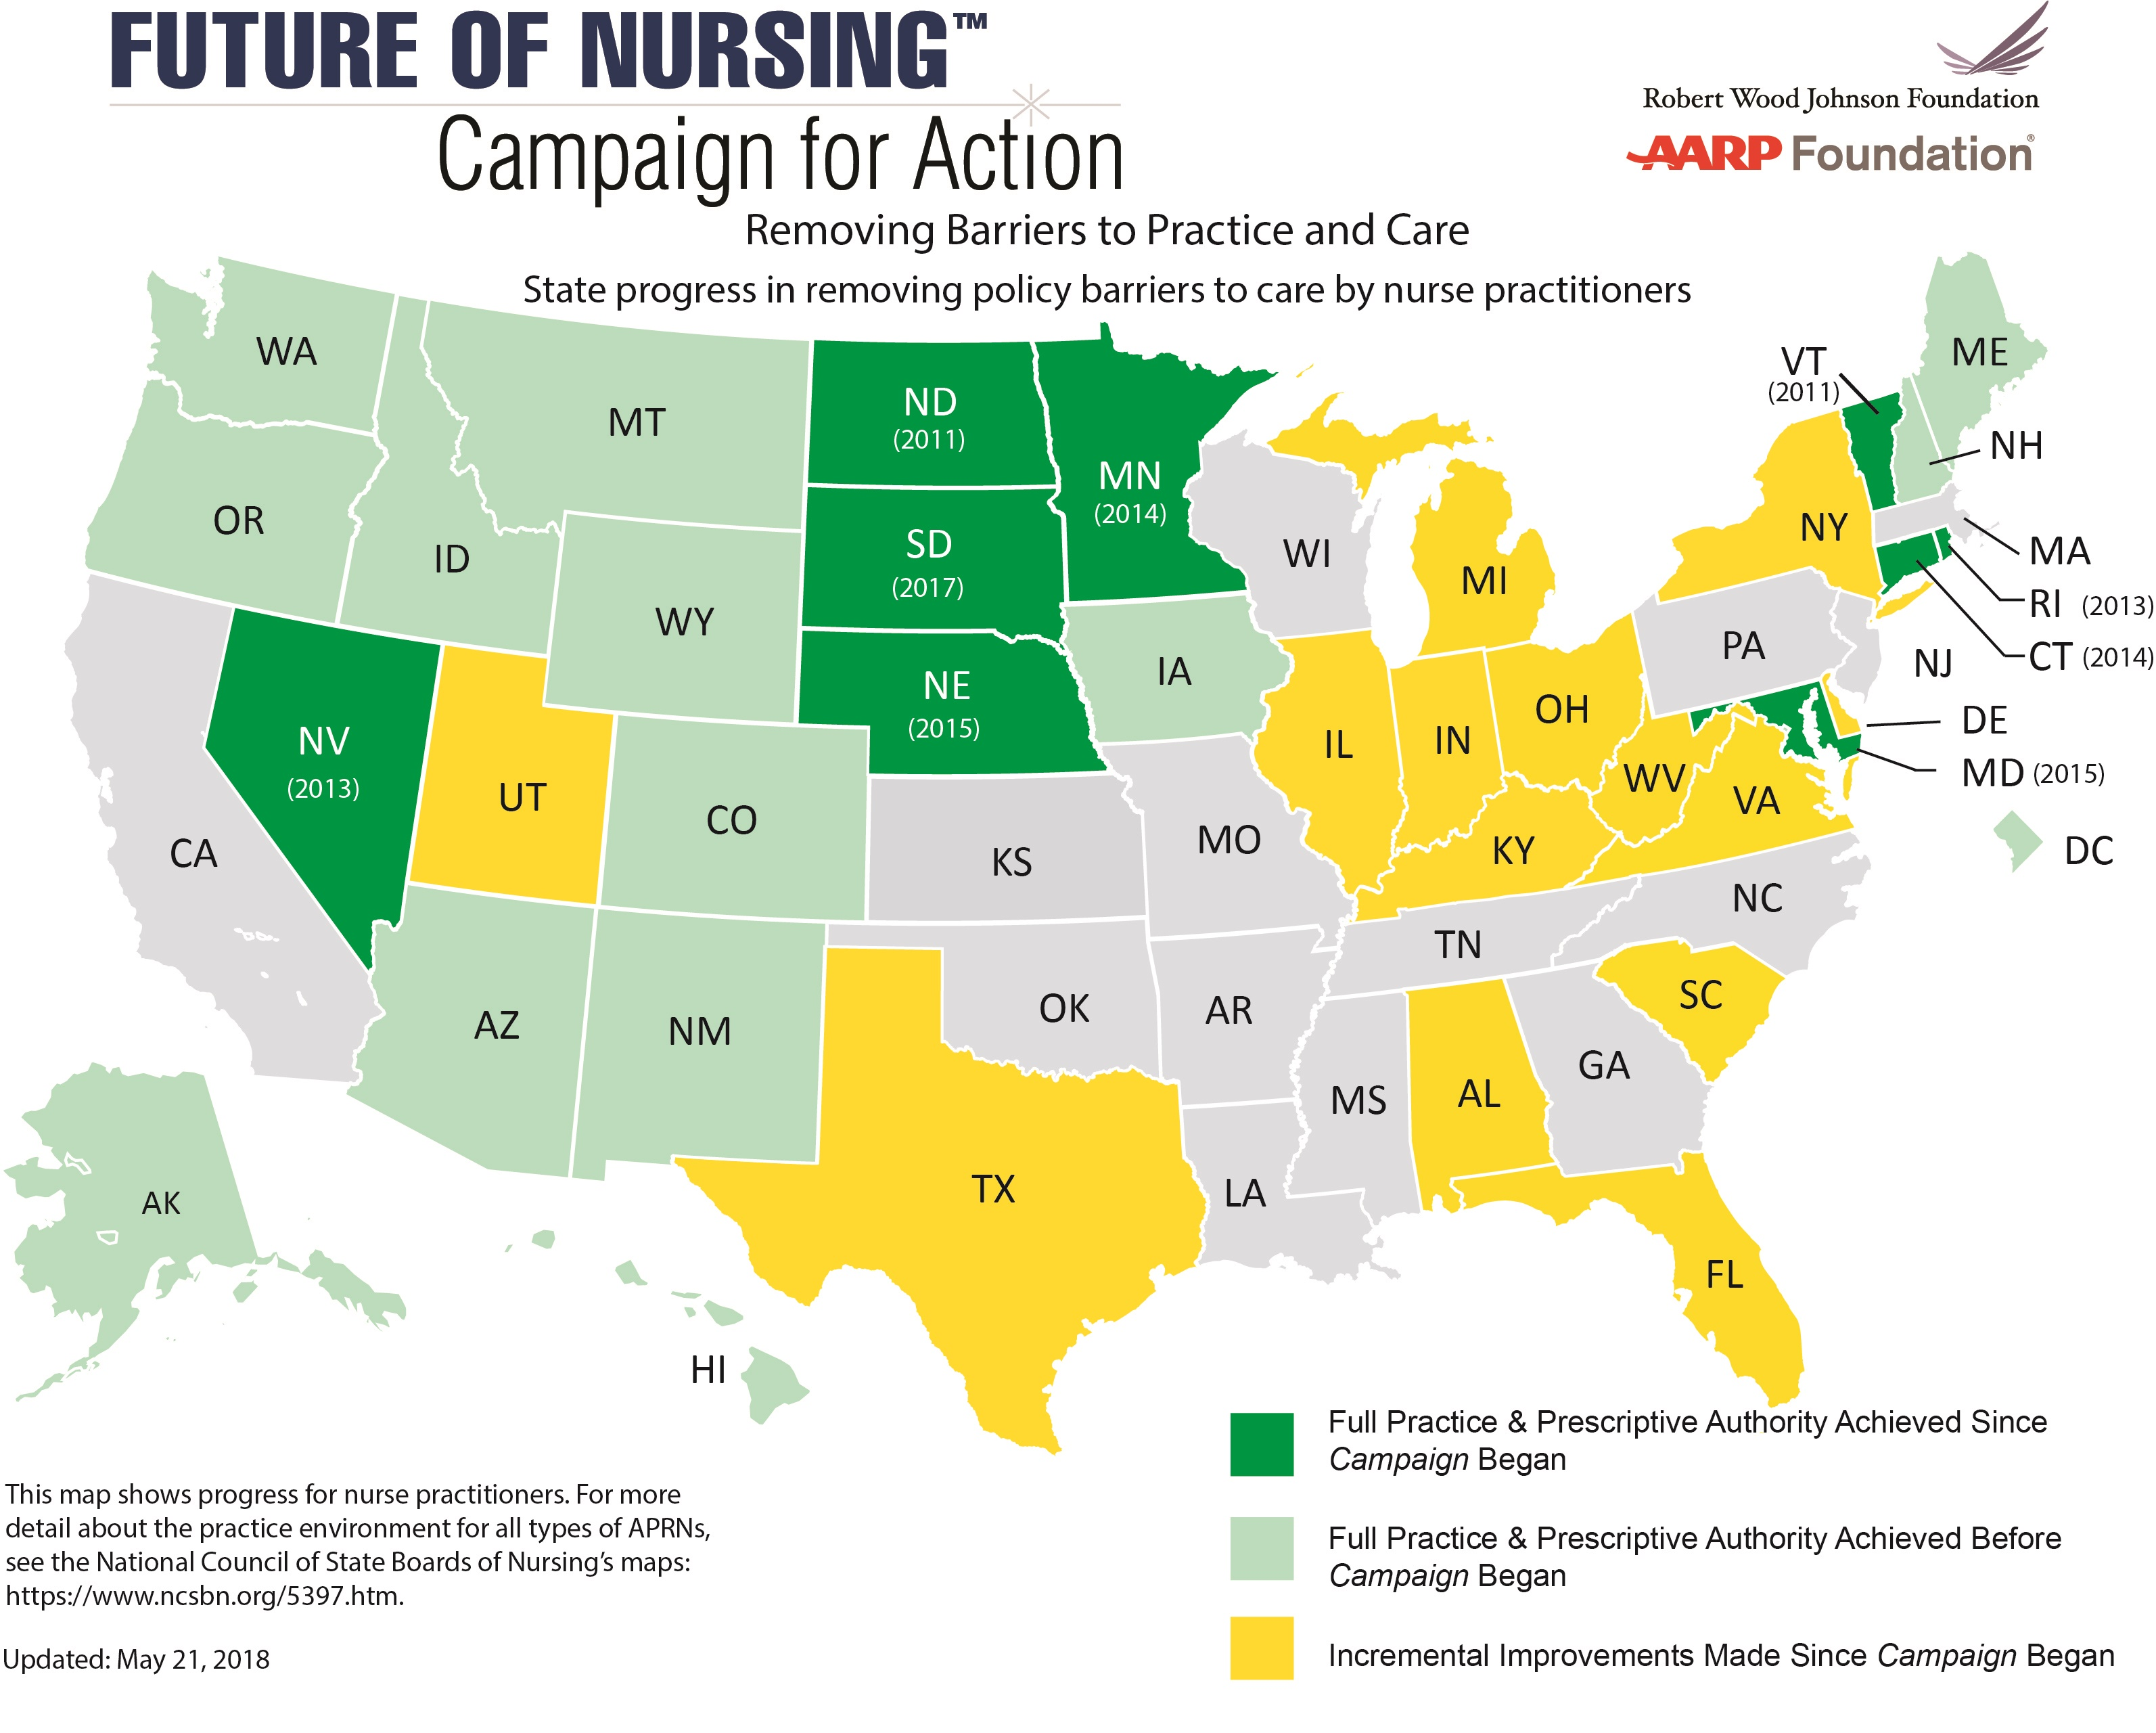 FUTURE OF NURSING™
Campaign for Action
Robert Wood Johnson Foundation
AARP Foundation®
Removing Barriers to Practice and Care
State progress in removing policy barriers to care by nurse practitioners
WA
MT
ND
(2011)
MN
(2014)
VT
(2011)
ME
NH
OR
ID
SD
(2017)
WI
MI
NY
MA
RI (2013)
CT (2014)
WY
NE
(2015)
IA
PA
NJ
NV
(2013)
UT
CO
IL
IN
OH
WV
VA
DE
MD (2015)
DC
CA
KS
MO
KY
NC
TN
AZ
NM
OK
AR
SC
MS
AL
GA
AK
TX
LA
FL
HI
Full Practice & Prescriptive Authority Achieved Since
Campaign Began
Full Practice & Prescriptive Authority Achieved Before
Campaign Began
Incremental Improvements Made Since Campaign Began
This map shows progress for nurse practitioners. For more
detail about the practice environment for all types of APRNs,
see the National Council of State Boards of Nursing’s maps:
https://www.ncsbn.org/5397.htm.
Updated: May 21, 2018